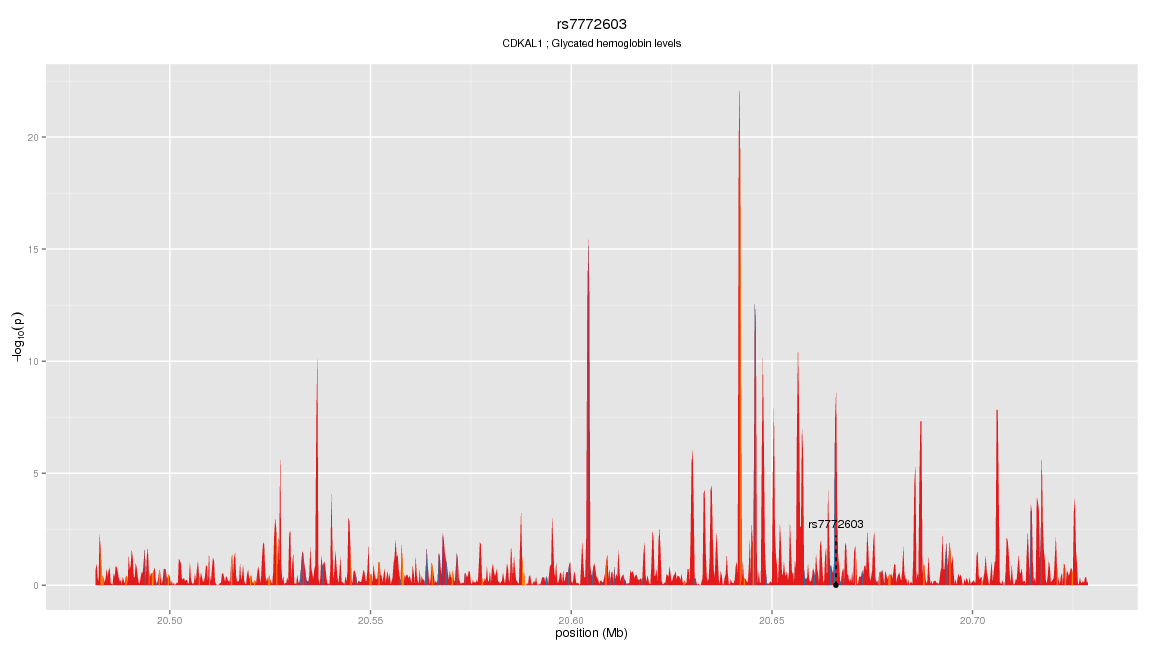 rs7772603
CDKAL1 ; Glycated hemoglobin levels
−log10(p)
20
15
10
5
0
rs7772603
20.50 20.55 20.60 20.65 20.70
position (Mb)